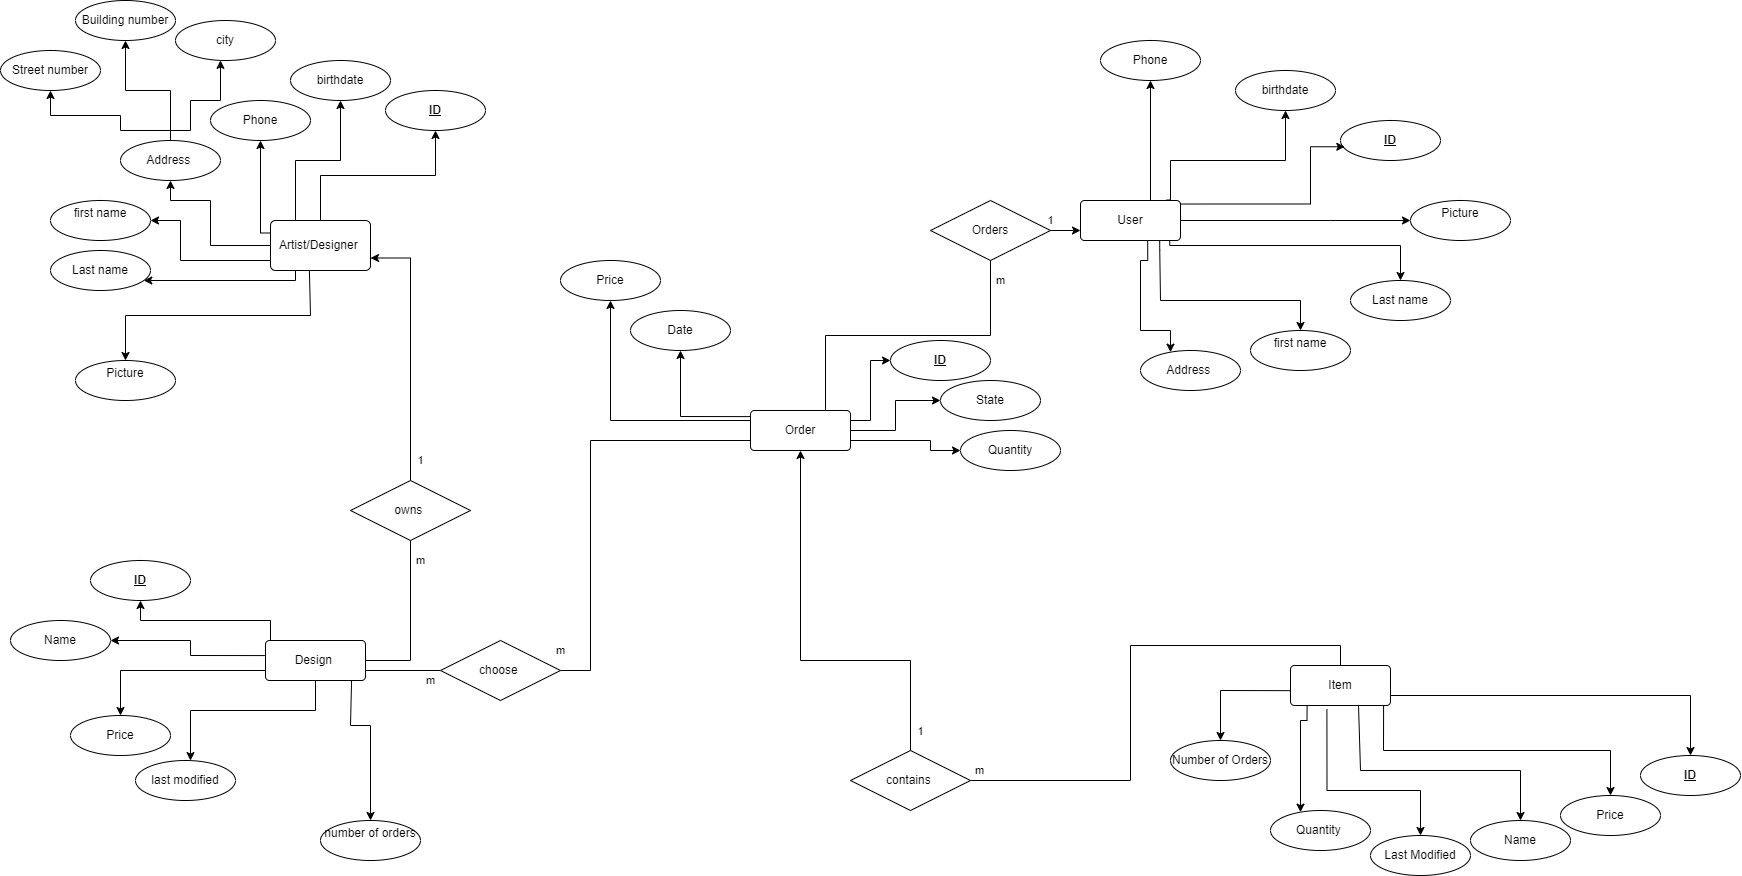 Building number
city
Street number
birthdate
ID
Phone
Address
first name
Artist/Designer
Last name
Picture
Phone
birthdate
ID
Orders
1
User
Picture
m
Last name
first name
Address
Price
Date
ID
State
Order
Quantity
1
owns
m
ID
Name
Design
choose
m
m
Price
last modified
number of orders
1
contains
m
Item
Number of Orders
ID
Quantity
Price
Last Modified
Name